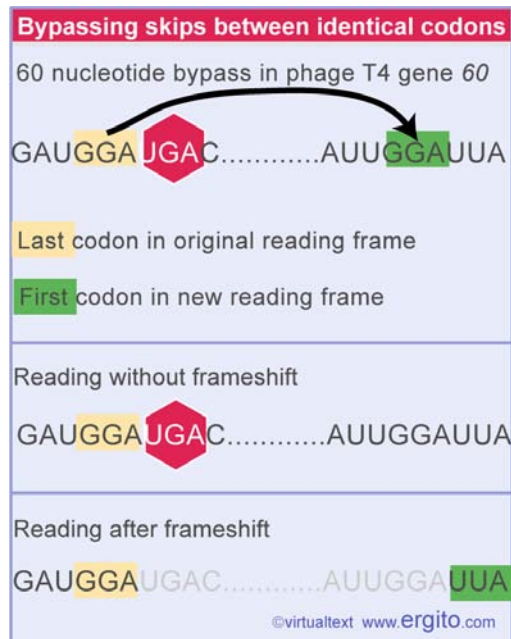 Bypassing skips between identical codons
60 nucleotide bypass in phage T4 gene 60
GAUGGAUGAC............AUUGGAUUA
Last codon in original reading frame
First codon in new reading frame
Reading without frameshift
GAUGGAUGAC............AUUGGAUUA
Reading after frameshift
GAUGGAUGAC............AUUGGAUUA
©virtualtext www.ergito.com